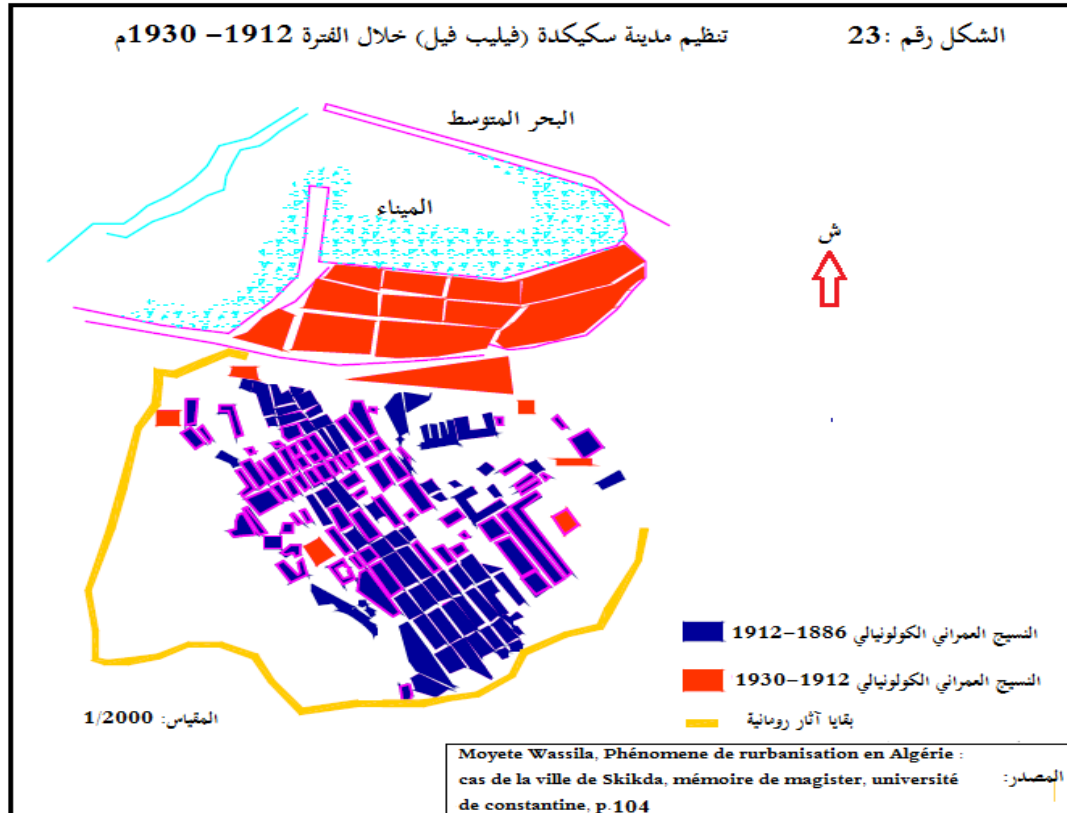 الشكل رقم :23 تنظيم مدينة سكيكدة (فيليب فيل) خلال الفترة 1912– 1930م
البحر المتوسط
الميناء
ش
النسيج العمراني الكولونيالي 1886–1912
النسيج العمراني الكولونيالي 1912–1930
بقايا آثار رومانية
المقياس: 1/2000
المصدر:
Moyete Wassila, Phénomene de rurbanisation en Algérie :
cas de la ville de Skikda, mémoire de magister, université
de constantine, p.104